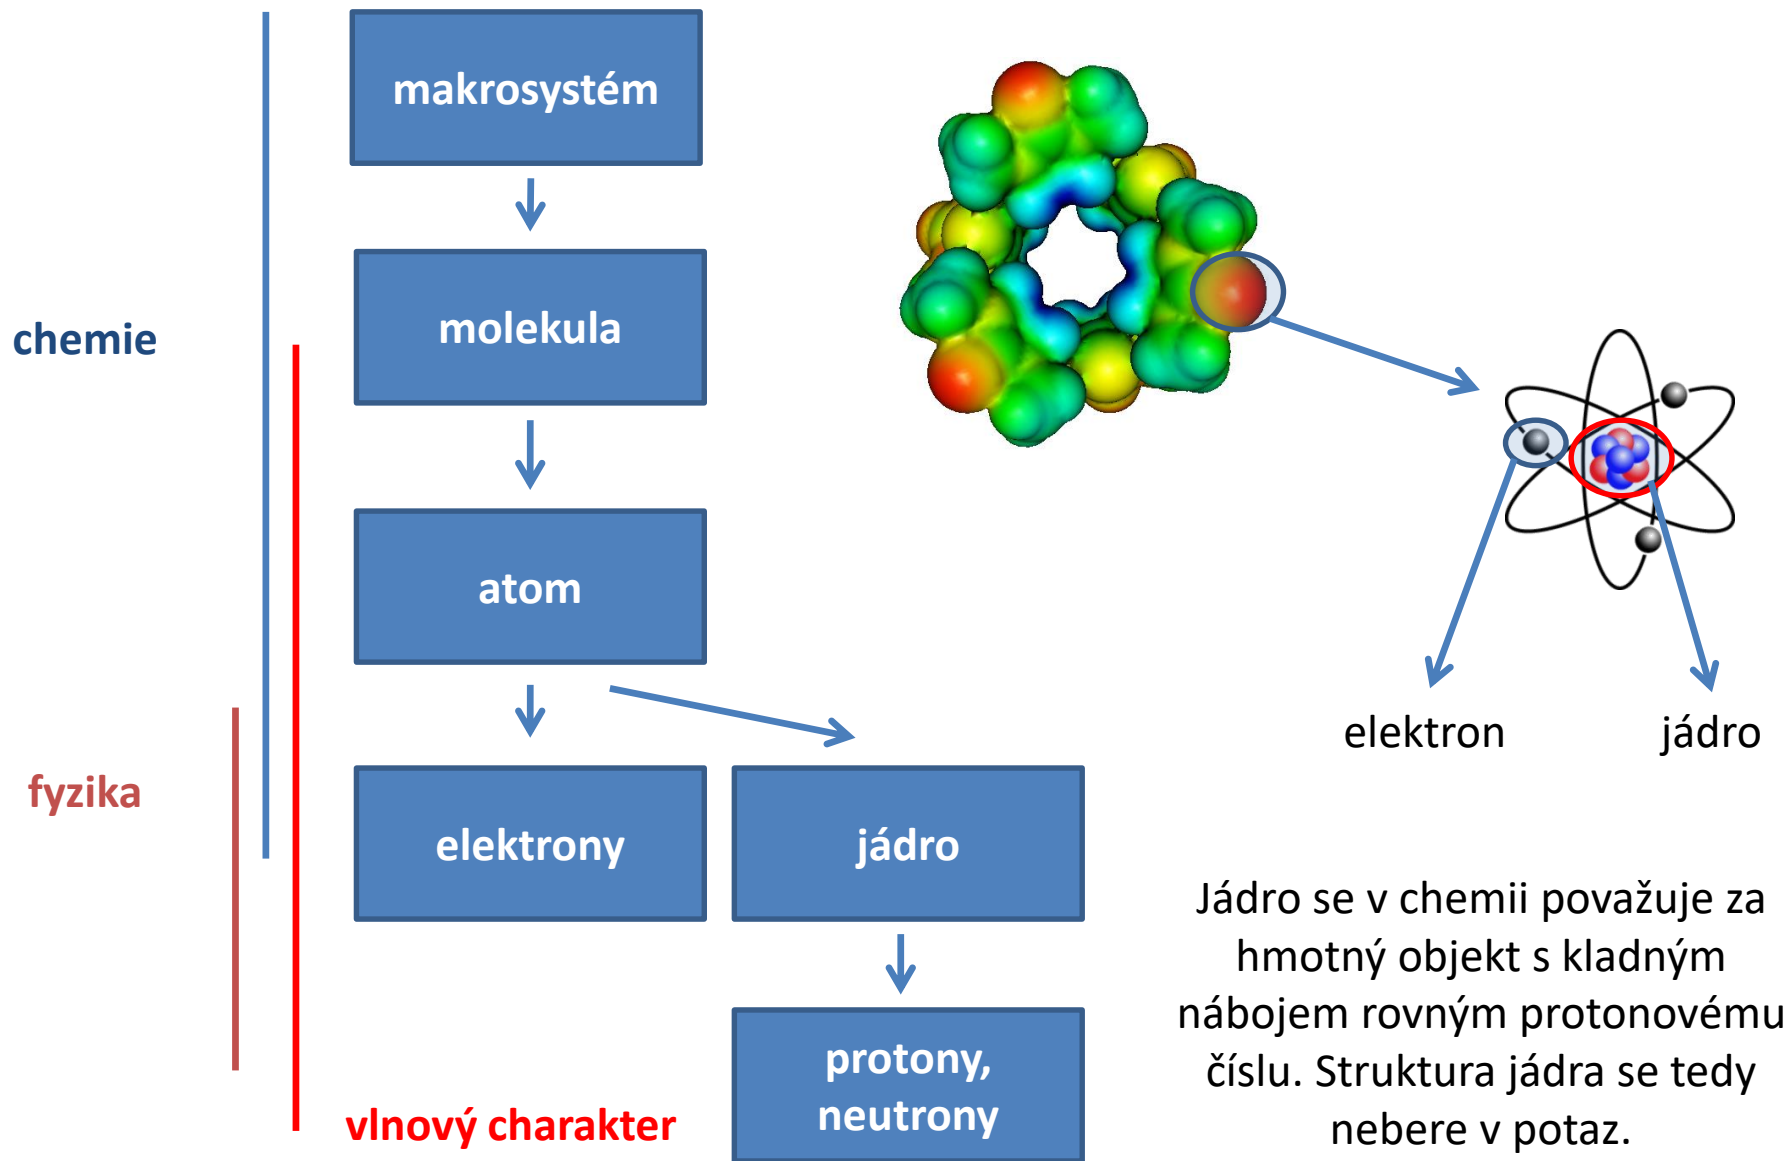 makrosystém
molekula
chemie
atom
elektron
jádro
fyzika
elektrony
jádro
Jádro se v chemii považuje za
hmotný objekt s kladným
nábojem rovným protonovému
číslu. Struktura jádra se tedy
nebere v potaz.
protony,
neutrony
vlnový charakter